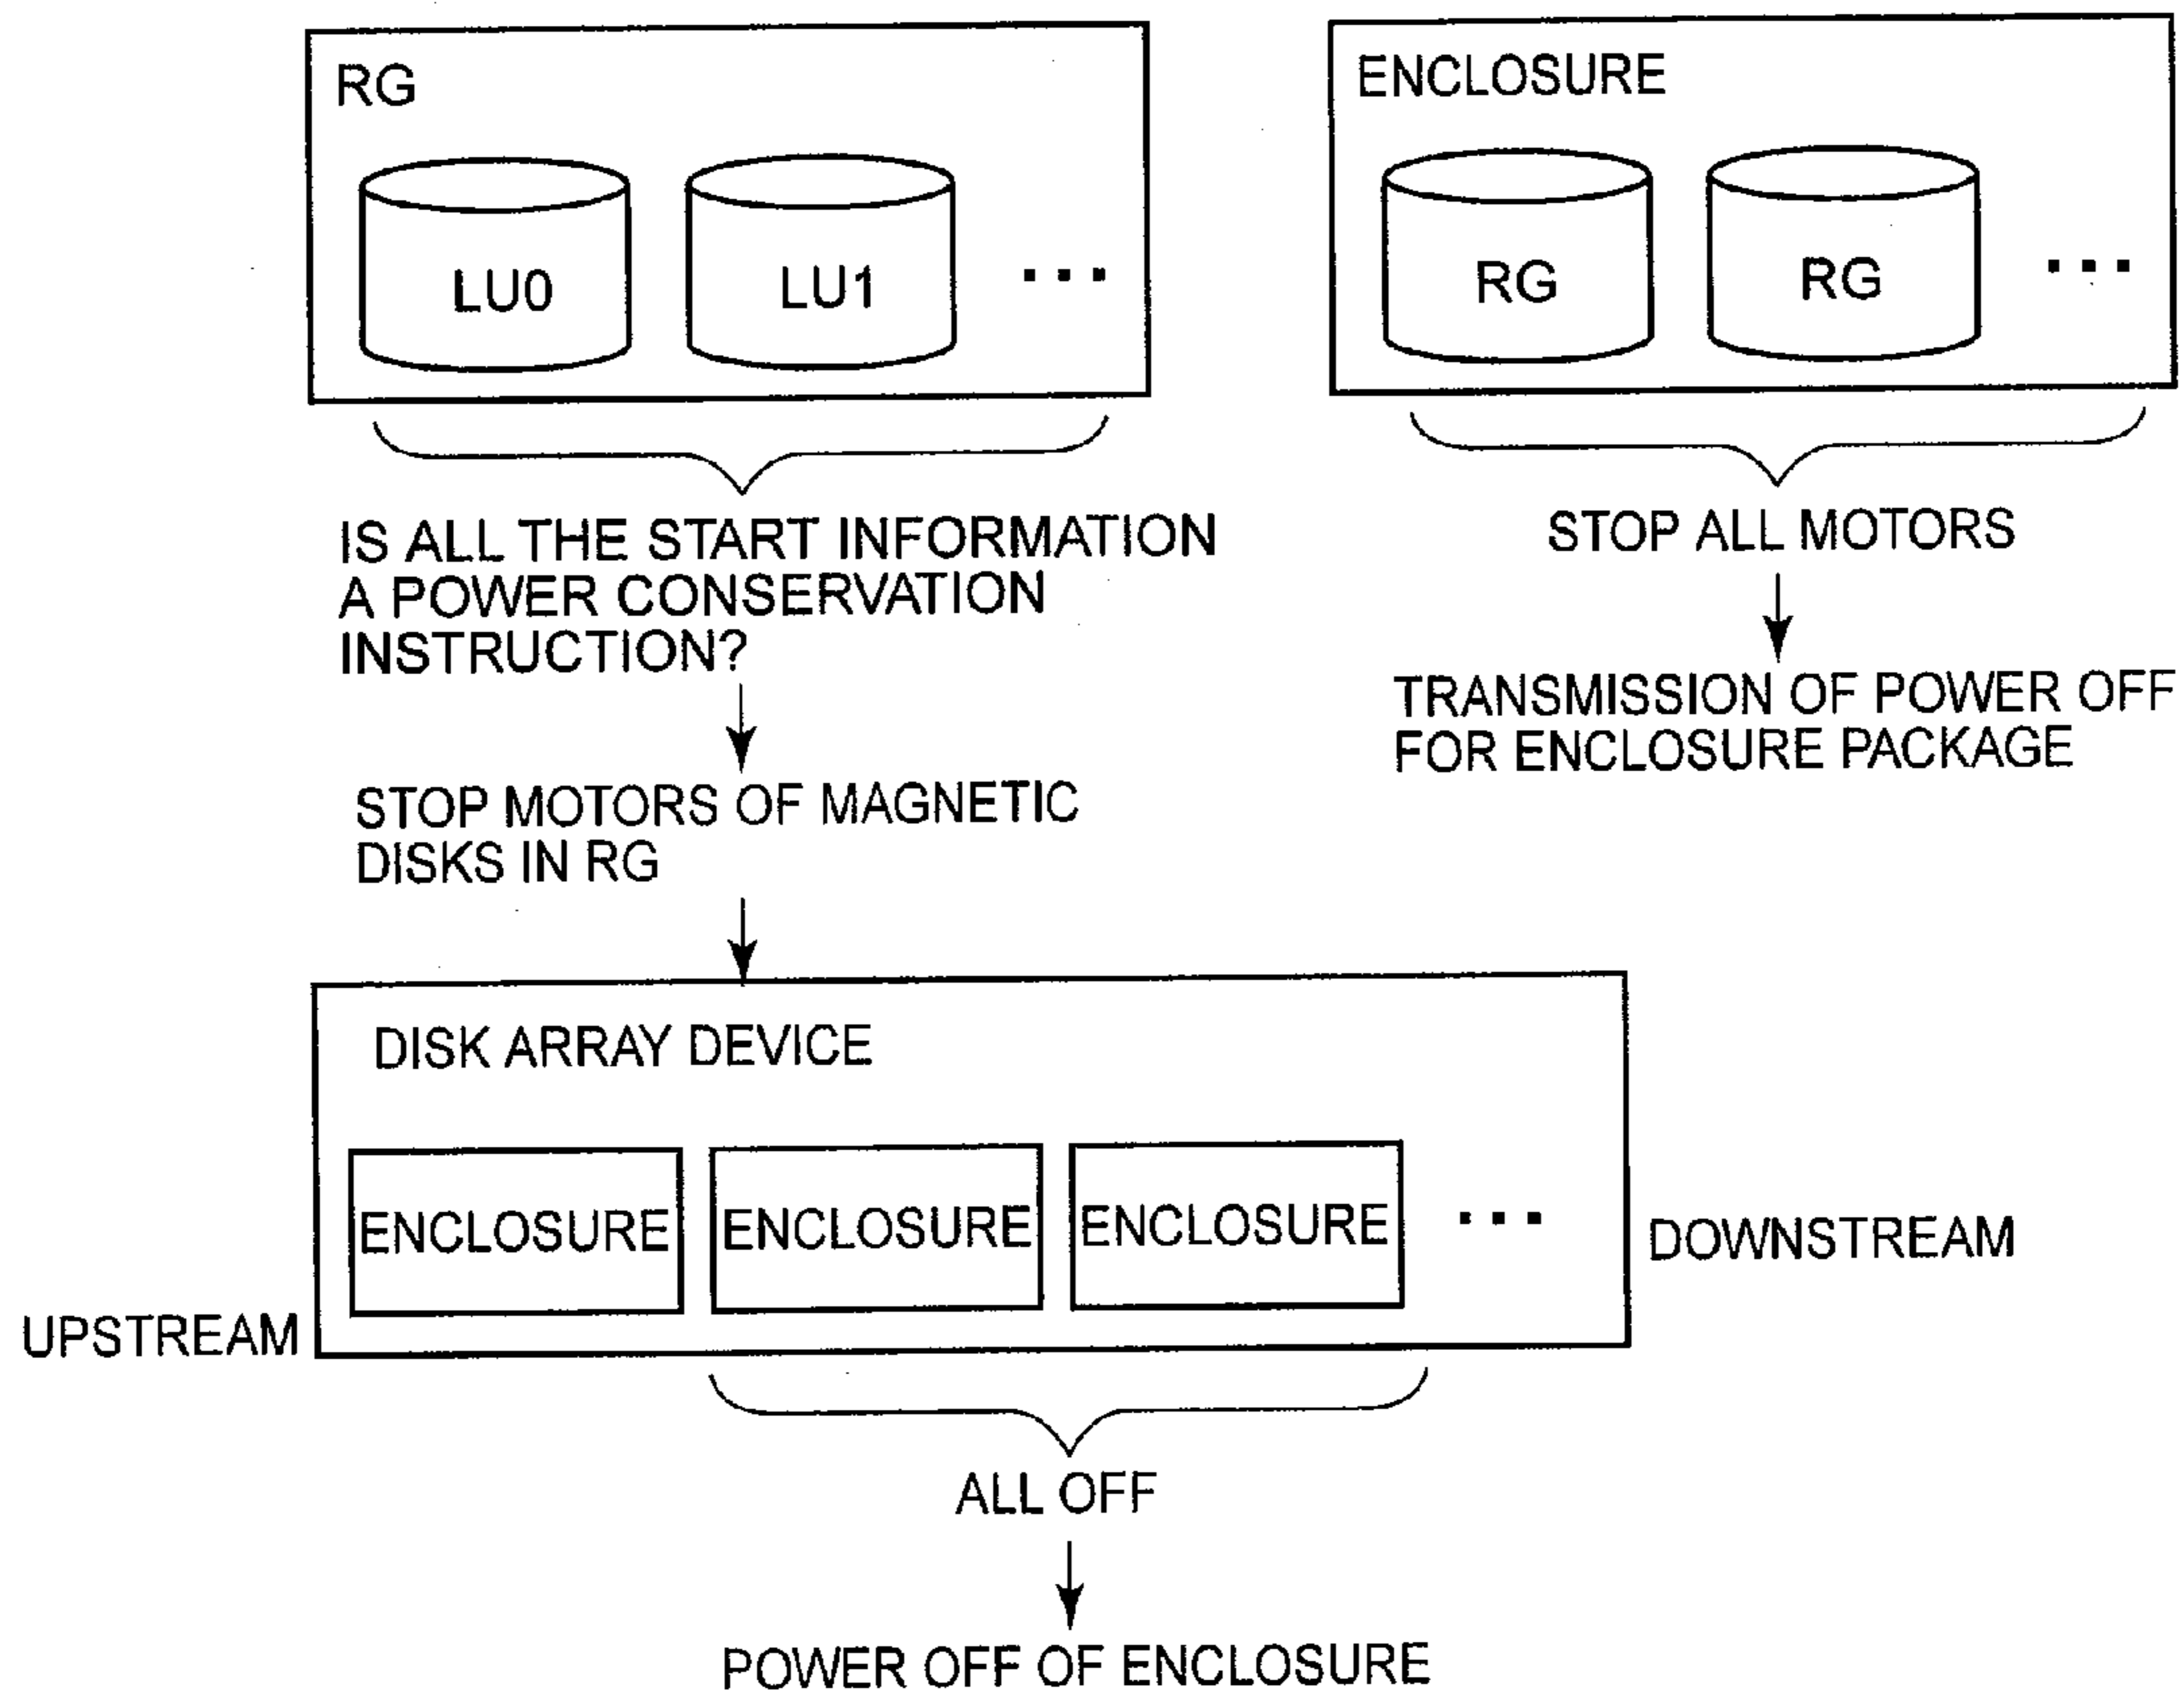 RG
LU0
LU1
...
IS ALL THE START INFORMATION
A POWER CONSERVATION
INSTRUCTION?
STOP MOTORS OF MAGNETIC
DISKS IN RG
ENCLOSURE
RG
RG
...
STOP ALL MOTORS
TRANSMISSION OF POWER OFF
FOR ENCLOSURE PACKAGE
DISK ARRAY DEVICE
ENCLOSURE
ENCLOSURE
ENCLOSURE
...
DOWNSTREAM
UPSTREAM
ALL OFF
POWER OFF OF ENCLOSURE